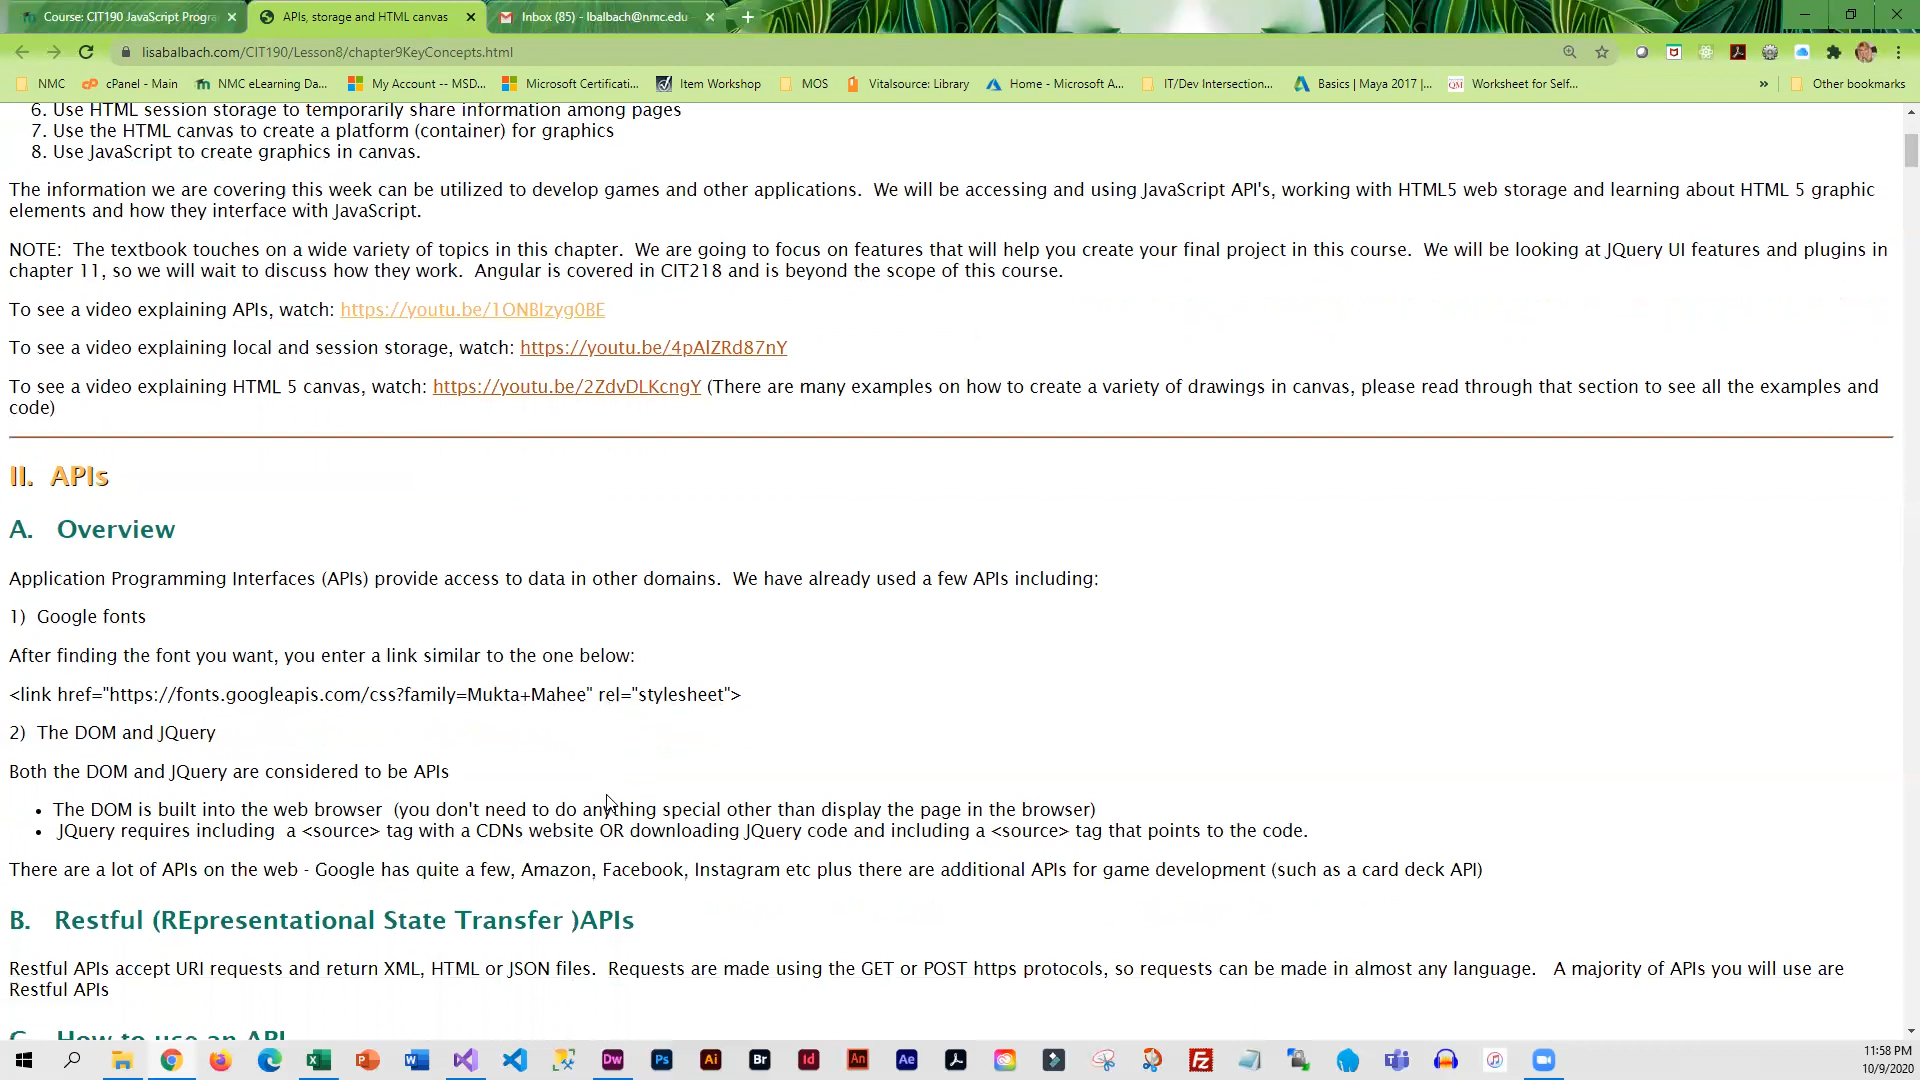 Course: CIT190 JavaScript Progra
APIs, storage and HTML canvas
Inbox (85) - lbalbach@nmc.edu
lisabalbach.com/CIT190/Lesson8/chapter9KeyConcepts.html
NMC
cPanel - Main
NMC eLearning Da...
My Account -- MSD...
Microsoft Certificati...
Item Workshop
MOS
Vitalsource: Library
Home - Microsoft A...
IT/Dev Intersection...
Basics | Maya 2017 |...
Worksheet for Self...
»
Other bookmarks
6. Use HTML session storage to temporarily share information among pages
7. Use the HTML canvas to create a platform (container) for graphics
8. Use JavaScript to create graphics in canvas.
The information we are covering this week can be utilized to develop games and other applications.  We will be accessing and using JavaScript API's, working with HTML5 web storage and learning about HTML 5 graphic
elements and how they interface with JavaScript.
NOTE:  The textbook touches on a wide variety of topics in this chapter.  We are going to focus on features that will help you create your final project in this course.  We will be looking at JQuery UI features and plugins in
chapter 11, so we will wait to discuss how they work.  Angular is covered in CIT218 and is beyond the scope of this course.
To see a video explaining APIs, watch: https://youtu.be/1ONBIzyg0BE
To see a video explaining local and session storage, watch: https://youtu.be/4pAlZRd87nY
To see a video explaining HTML 5 canvas, watch: https://youtu.be/2ZdvDLKcngY (There are many examples on how to create a variety of drawings in canvas, please read through that section to see all the examples and
code)
II.  APIs
A.   Overview
Application Programming Interfaces (APIs) provide access to data in other domains.  We have already used a few APIs including:
1)  Google fonts
After finding the font you want, you enter a link similar to the one below:
<link href="https://fonts.googleapis.com/css?family=Mukta+Mahee" rel="stylesheet">
2)  The DOM and JQuery
Both the DOM and JQuery are considered to be APIs
• The DOM is built into the web browser  (you don't need to do anything special other than display the page in the browser)
• JQuery requires including  a <source> tag with a CDNs website OR downloading JQuery code and including a <source> tag that points to the code.
There are a lot of APIs on the web - Google has quite a few, Amazon, Facebook, Instagram etc plus there are additional APIs for game development (such as a card deck API)
B.   Restful (REpresentational State Transfer )APIs
Restful APIs accept URI requests and return XML, HTML or JSON files.  Requests are made using the GET or POST https protocols, so requests can be made in almost any language.   A majority of APIs you will use are
Restful APIs
C.   How to use an API
11:58 PM
10/9/2020